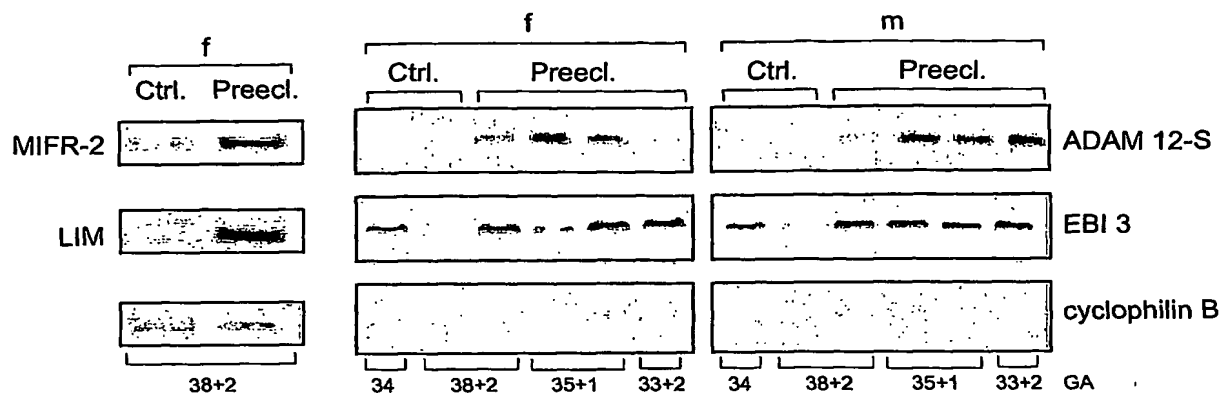 f f m
Ctrl. Preecl. Ctrl. Preecl. Ctrl. Preecl.
MIFR-2 ADAM 12-S
LIM EBI 3
cyclophilin B
38+2 34 38+2 35+1 33+2 34 38+2 35+1 33+2 GA